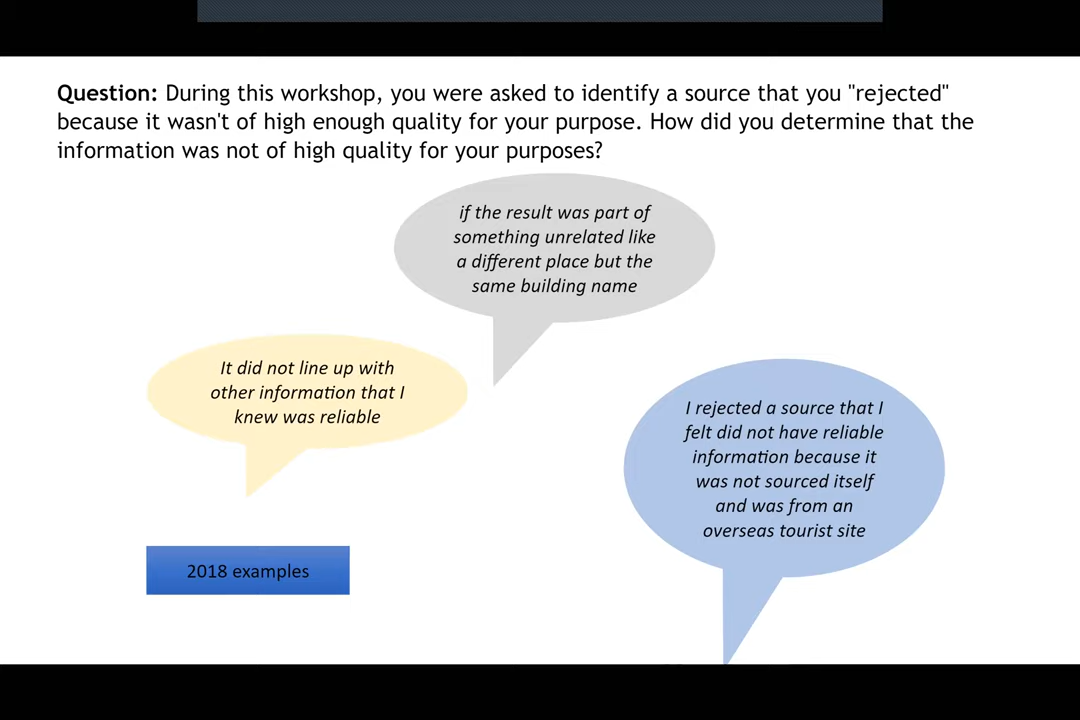 Question: During this workshop, you were asked to identify a source that you "rejected"
because it wasn't of high enough quality for your purpose. How did you determine that the
information was not of high quality for your purposes?
if the result was part of
something unrelated like
a different place but the
same building name
It did not line up with
other information that I
knew was reliable
I rejected a source that I
felt did not have reliable
information because it
was not sourced itself
and was from an
overseas tourist site
2018 examples